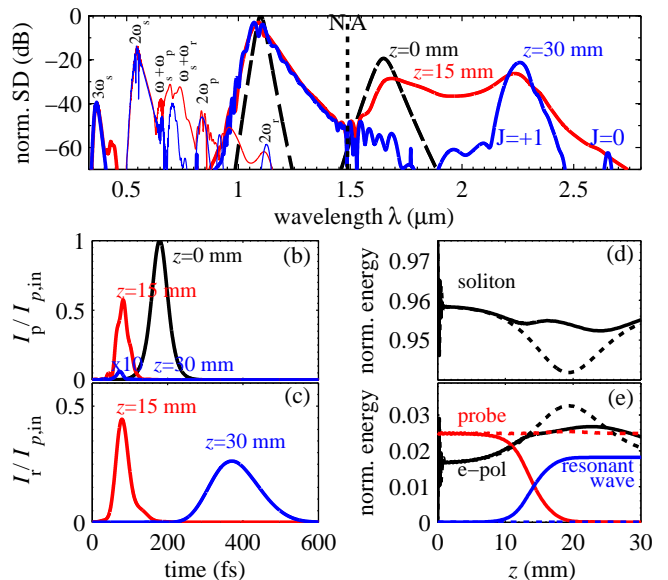 0
−20
−40
−60
norm. SD (dB)
3ω_s
2ω_s
ω_s+ω_p
ω_s+ω_r
2ω_p
2ω_r
N A
z=0 mm
z=15 mm
z=30 mm
J=+1
J=0
0.5 1 1.5 2 2.5
wavelength λ (μm)
1
0.5
0
I_p/I_p,in
(b)
z=0 mm
z=15 mm
x10 z=30 mm
0.5
0
I_r/I_p,in
(c)
z=15 mm
z=30 mm
0 200 400 600
time (fs)
0.97
0.96
0.95
norm. energy
(d)
soliton
0.03
0.02
0.01
0
norm. energy
(e)
probe
e−pol
resonant
wave
0 10 20 30
z (mm)